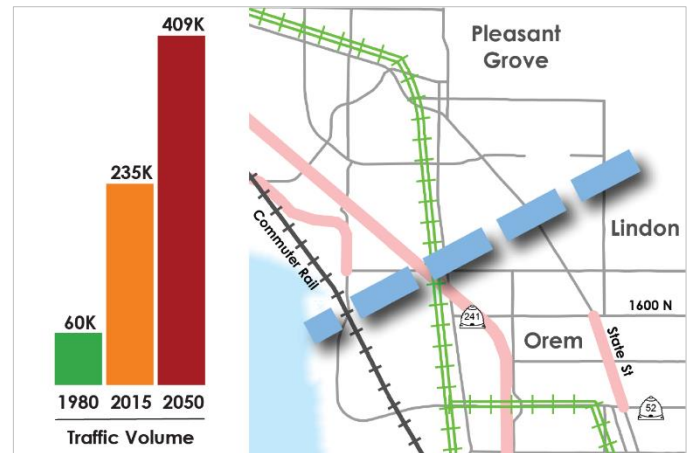 409K
235K
60K
1980 2015 2050
Traffic Volume
Pleasant
Grove
Commuter Rail
Lindon
1600 N
241
Orem
State St
52